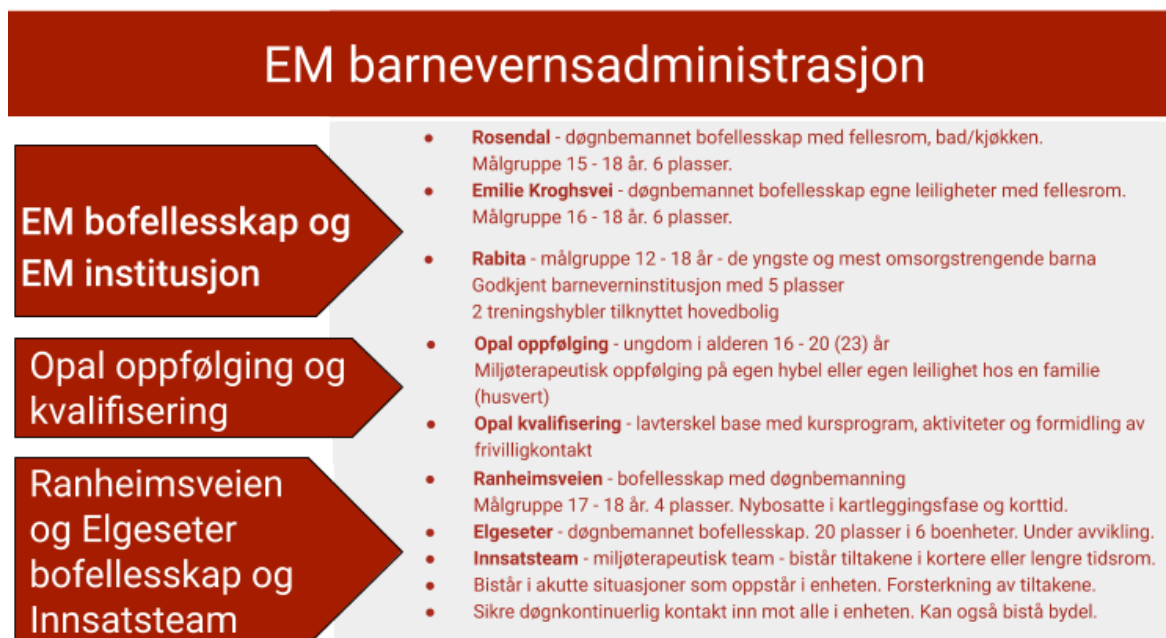 EM barnevernsadministrasjon
EM bofellesskap og
EM institusjon
● Rosendal - døgnbemannet bofellesskap med fellesrom, bad/kjøkken.
Målgruppe 15 - 18 år. 6 plasser.
● Emilie Kroghsvei - døgnbemannet bofellesskap egne leiligheter med fellesrom.
Målgruppe 16 - 18 år. 6 plasser.
● Rabita - målgruppe 12 - 18 år - de yngste og mest omsorgstrengende barna
Godkjent barneverninstitusjon med 5 plasser
2 treningshybler tilknyttet hovedbolig
Opal oppfølging og
kvalifisering
● Opal oppfølging - ungdom i alderen 16 - 20 (23) år
Miljøterapeutisk oppfølging på egen hybel eller egen leilighet hos en familie
(husvert)
● Opal kvalifisering - lavterskel base med kursprogram, aktiviteter og formidling av
frivilligkontakt
Ranheimsveien
og Elgeseter
bofellesskap og
Innsatsteam
● Ranheimsveien - bofellesskap med døgnbemanning
Målgruppe 17 - 18 år. 4 plasser. Nybosatte i kartleggingsfase og korttid.
● Elgeseter - døgnbemannet bofellesskap. 20 plasser i 6 boenheter. Under avvikling.
● Innsatsteam - miljøterapeutisk team - bistår tiltakene i kortere eller lengre tidsrom.
● Bistår i akutte situasjoner som oppstår i enheten. Forsterkning av tiltakene.
● Sikre døgnkontinuerlig kontakt inn mot alle i enheten. Kan også bistå bydel.